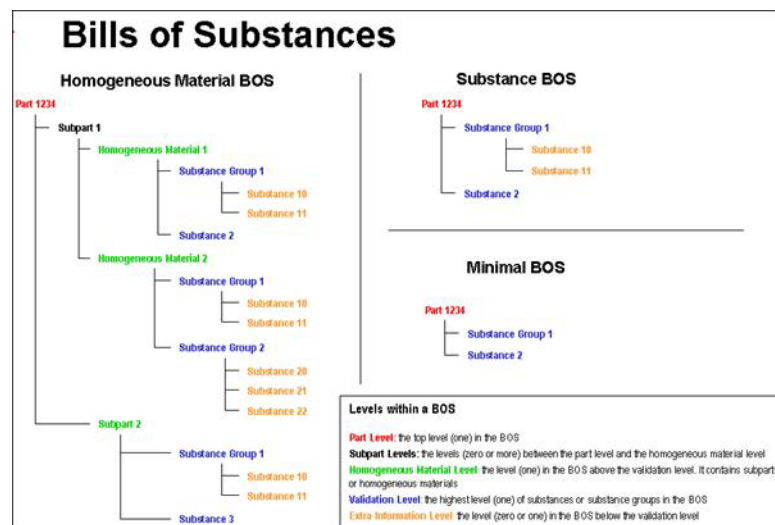 Bills of Substances
Homogeneous Material BOS
Part 1234
Subpart 1
Homogeneous Material 1
Substance Group 1
Substance 10
Substance 11
Substance 2
Homogeneous Material 2
Substance Group 1
Substance 10
Substance 11
Substance Group 2
Substance 20
Substance 21
Substance 22
Subpart 2
Substance Group 1
Substance 10
Substance 11
Substance 3
Substance BOS
Part 1234
Substance Group 1
Substance 10
Substance 11
Substance 2
Minimal BOS
Part 1234
Substance Group 1
Substance 2
Levels within a BOS
Part Level: the top level (one) in the BOS
Subpart Levels: the levels (zero or more) between the part level and the homogeneous material level
Homogeneous Material Level: the level (one) in the BOS above the validation level. It contains subpart
or homogeneous materials
Validation Level: the highest level (one) of substances or substance groups in the BOS
Extra Information Level: the level (zero or one) in the BOS below the validation level